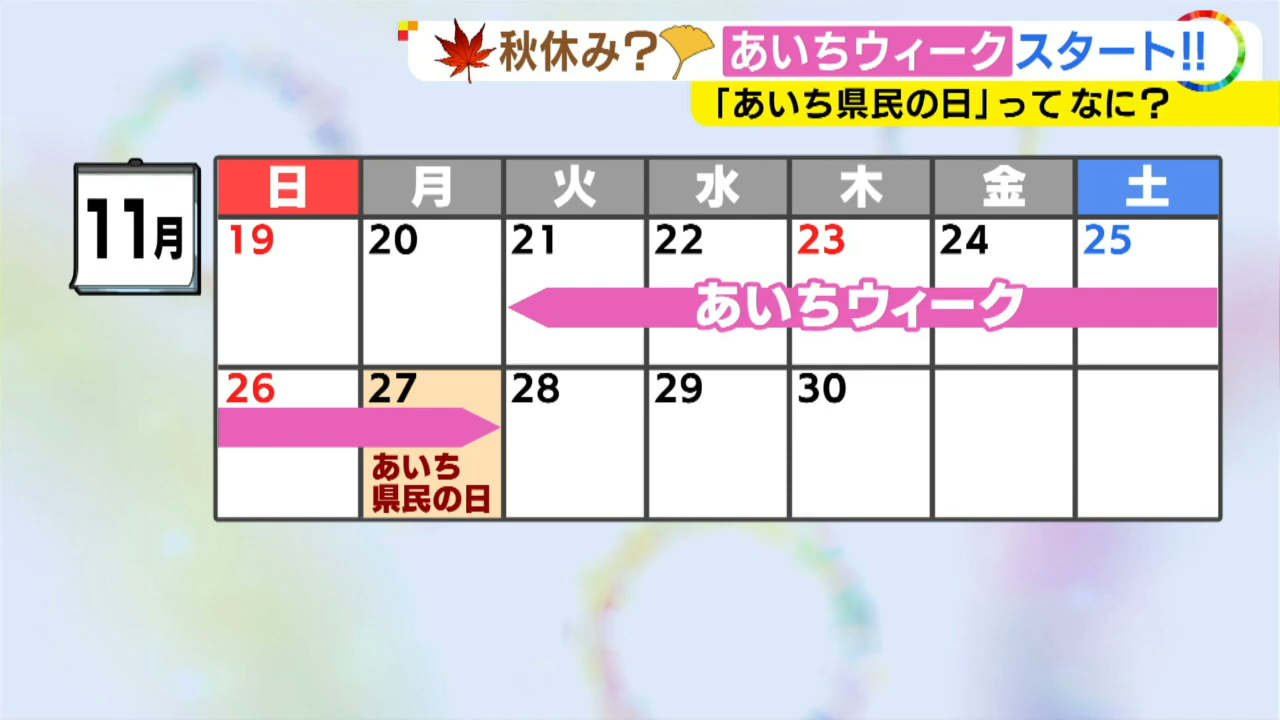 秋休み？あいちウィークスタート!!
「あいち県民の日」ってなに？
11月
日 月 火 水 木 金 土
19 20 21 22 23 24 25
あいちウィーク
26 27 28 29 30
あいち
県民の日